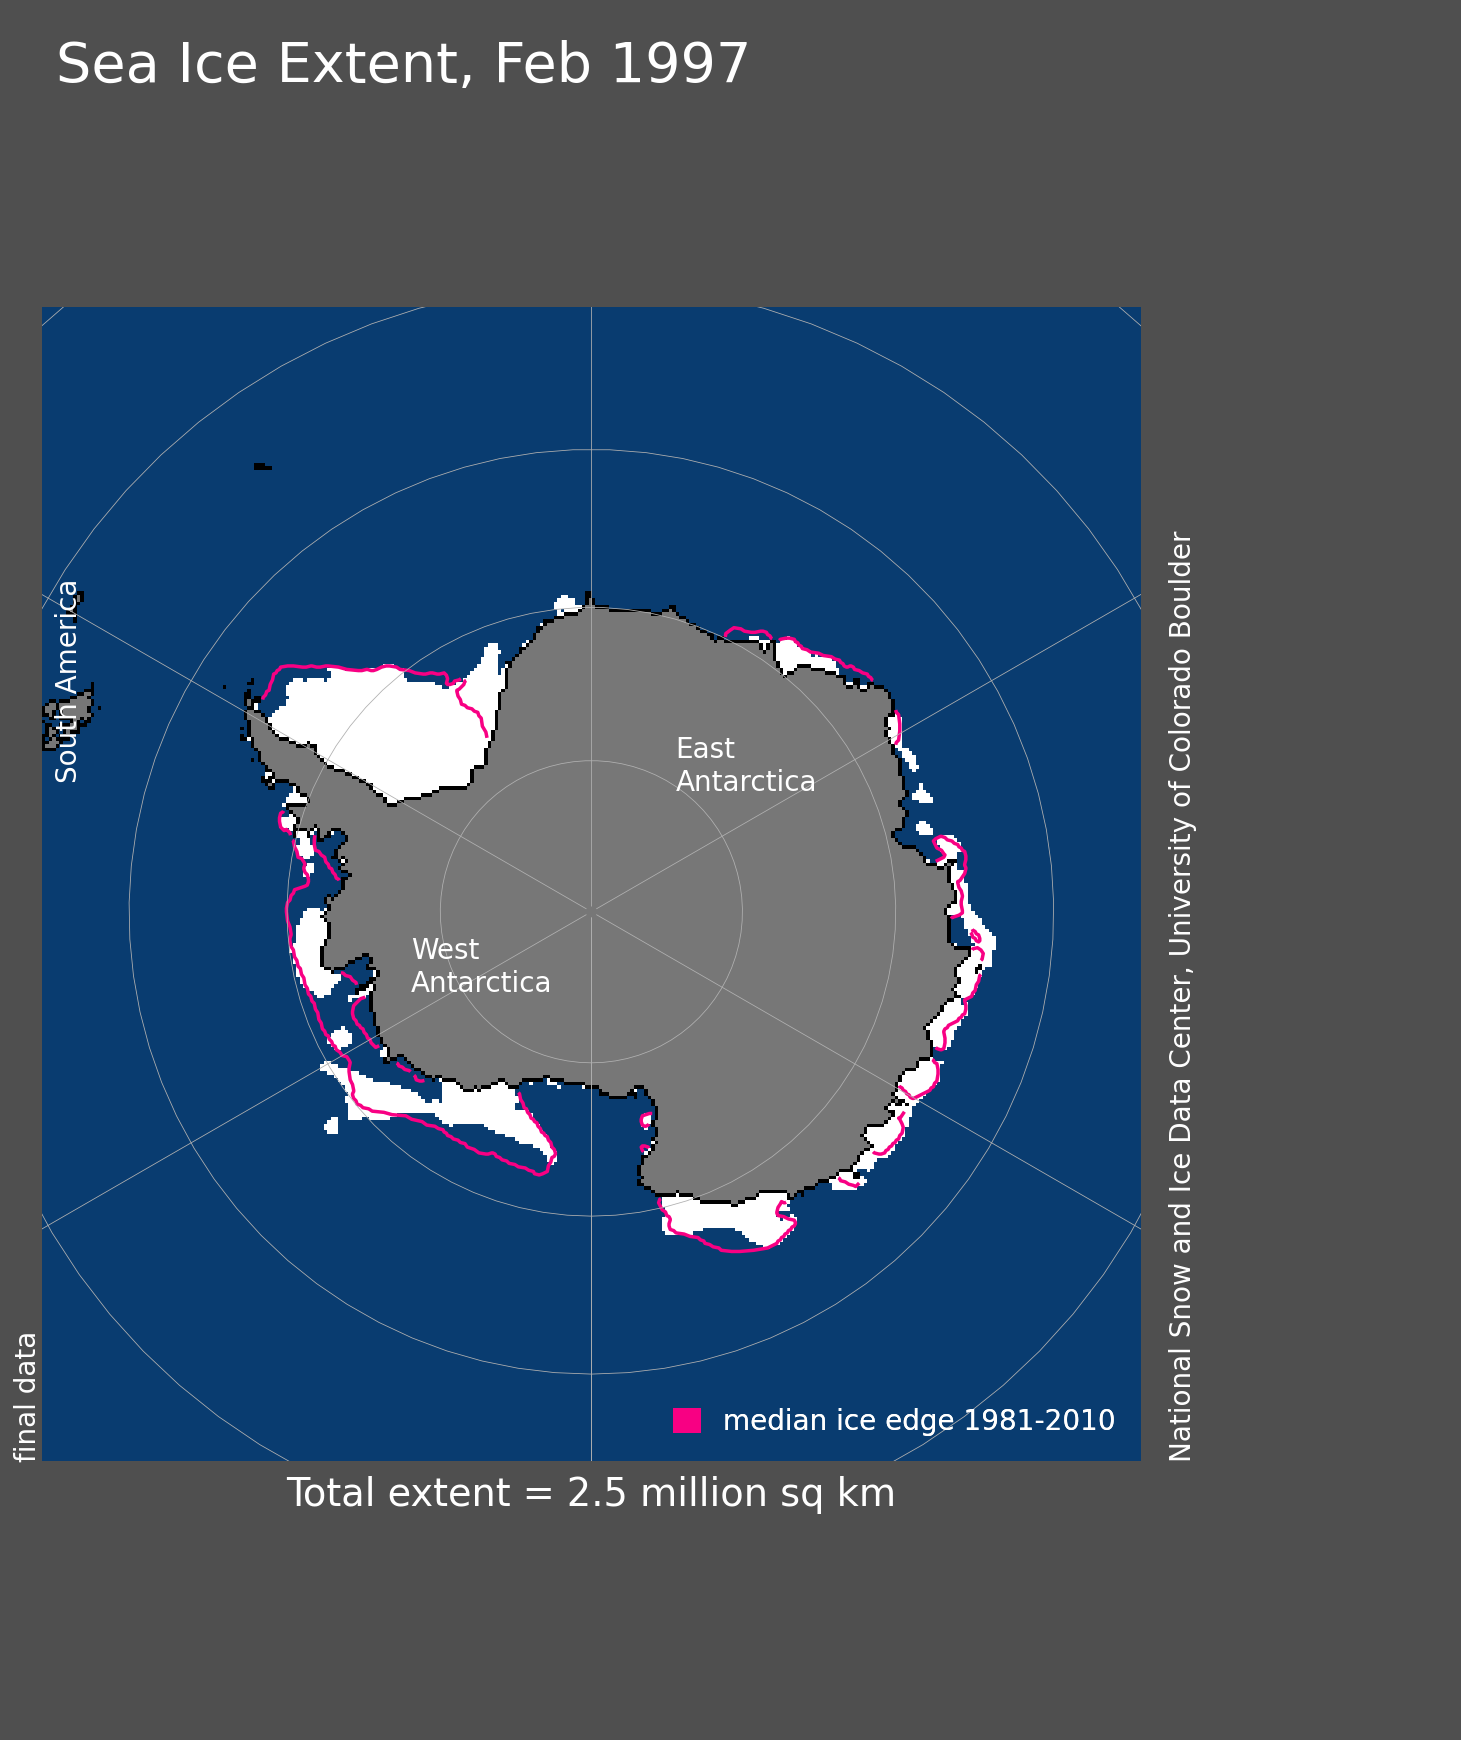 Sea Ice Extent, Feb 1997
South America
East
Antarctica
West
Antarctica
National Snow and Ice Data Center, University of Colorado Boulder
final data
median ice edge 1981-2010
Total extent = 2.5 million sq km